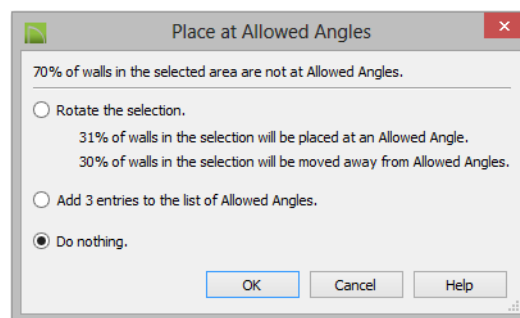 Place at Allowed Angles
70% of walls in the selected area are not at Allowed Angles.
Rotate the selection.
31% of walls in the selection will be placed at an Allowed Angle.
30% of walls in the selection will be moved away from Allowed Angles.
Add 3 entries to the list of Allowed Angles.
Do nothing.
OK Cancel Help